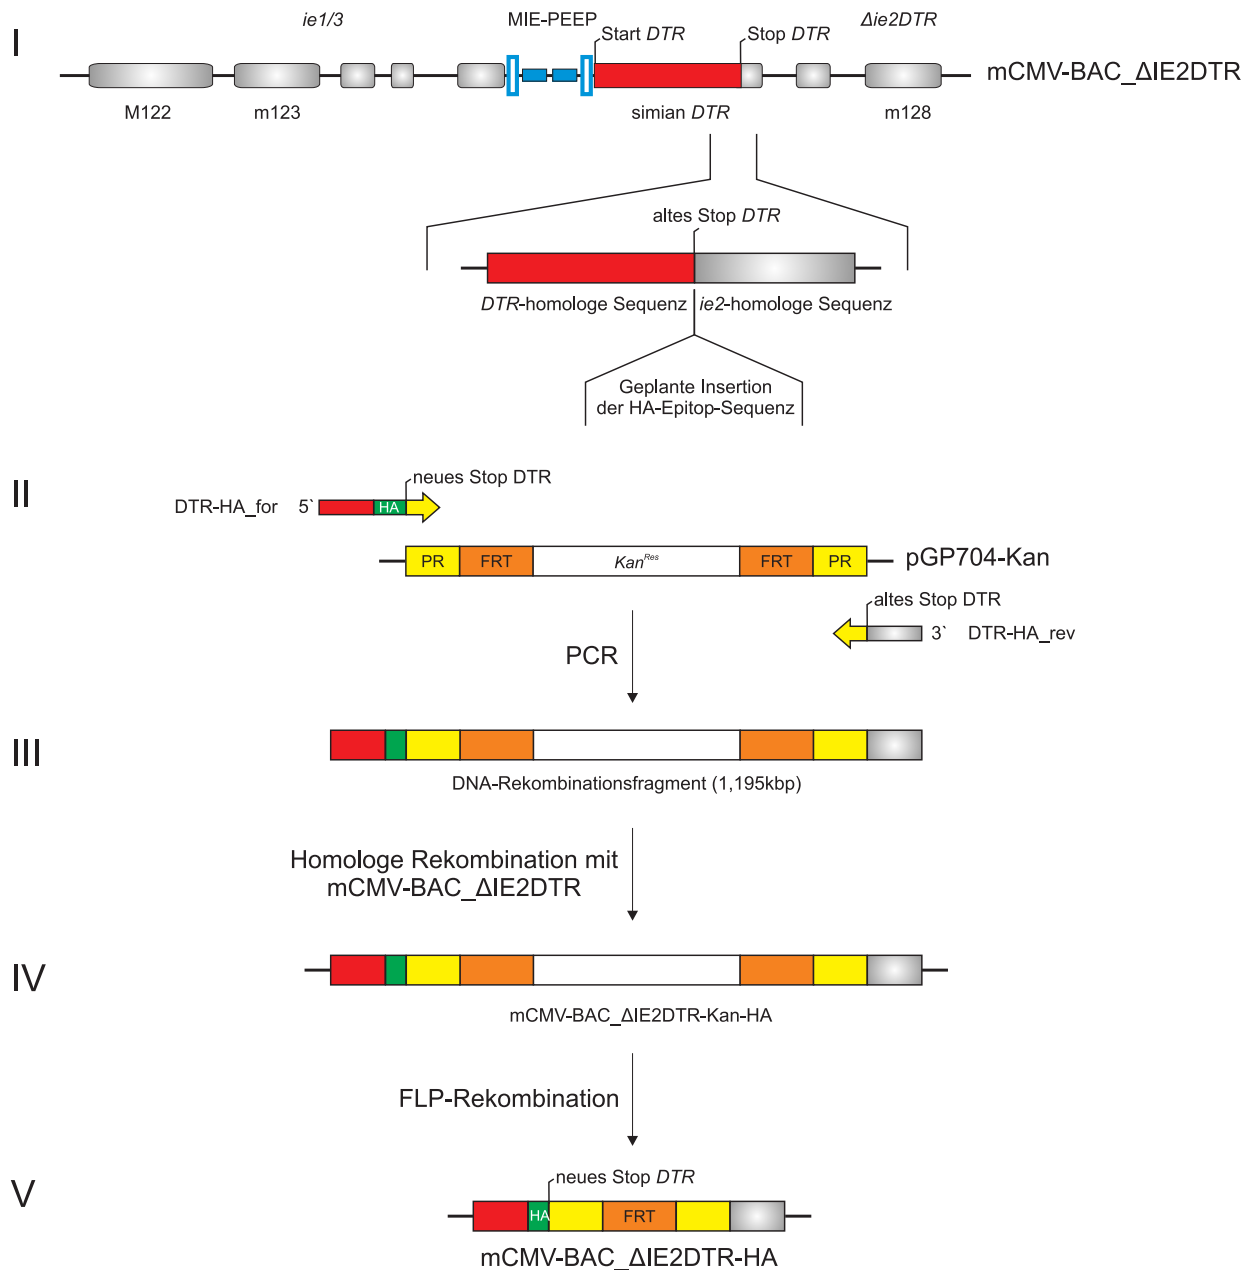 I
ie1/3
MIE-PEEP
Δie2DTR
Start DTR
Stop DTR
mCMV-BAC_ΔIE2DTR
M122
m123
simian DTR
m128
altes Stop DTR
DTR-homologe Sequenz
ie2-homologe Sequenz
Geplante Insertion
der HA-Epitop-Sequenz
II
neues Stop DTR
DTR-HA_for
5`
HA
PR
FRT
Kan^Res
FRT
PR
pGP704-Kan
altes Stop DTR
3`
DTR-HA_rev
PCR
III
DNA-Rekombinationsfragment (1,195kbp)
Homologe Rekombination mit
mCMV-BAC_ΔIE2DTR
IV
mCMV-BAC_ΔIE2DTR-Kan-HA
FLP-Rekombination
V
neues Stop DTR
HA
FRT
mCMV-BAC_ΔIE2DTR-HA